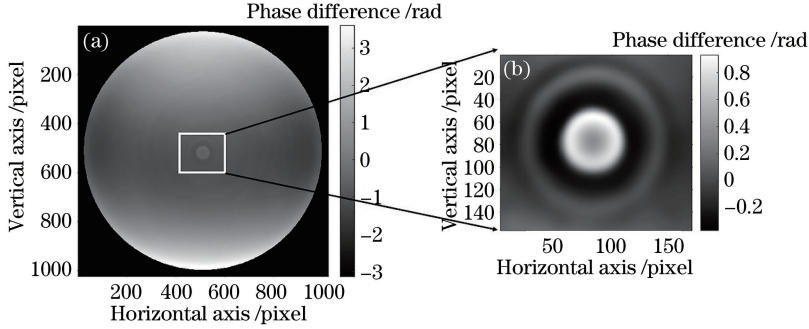 Phase difference /rad
(a)
3
2
1
0
−1
−2
−3
200
400
600
800
1000
Vertical axis /pixel
200 400 600 800 1000
Horizontal axis /pixel
Phase difference /rad
(b)
0.8
0.6
0.4
0.2
0
−0.2
20
40
60
80
100
120
140
Vertical axis /pixel
50 100 150
Horizontal axis /pixel